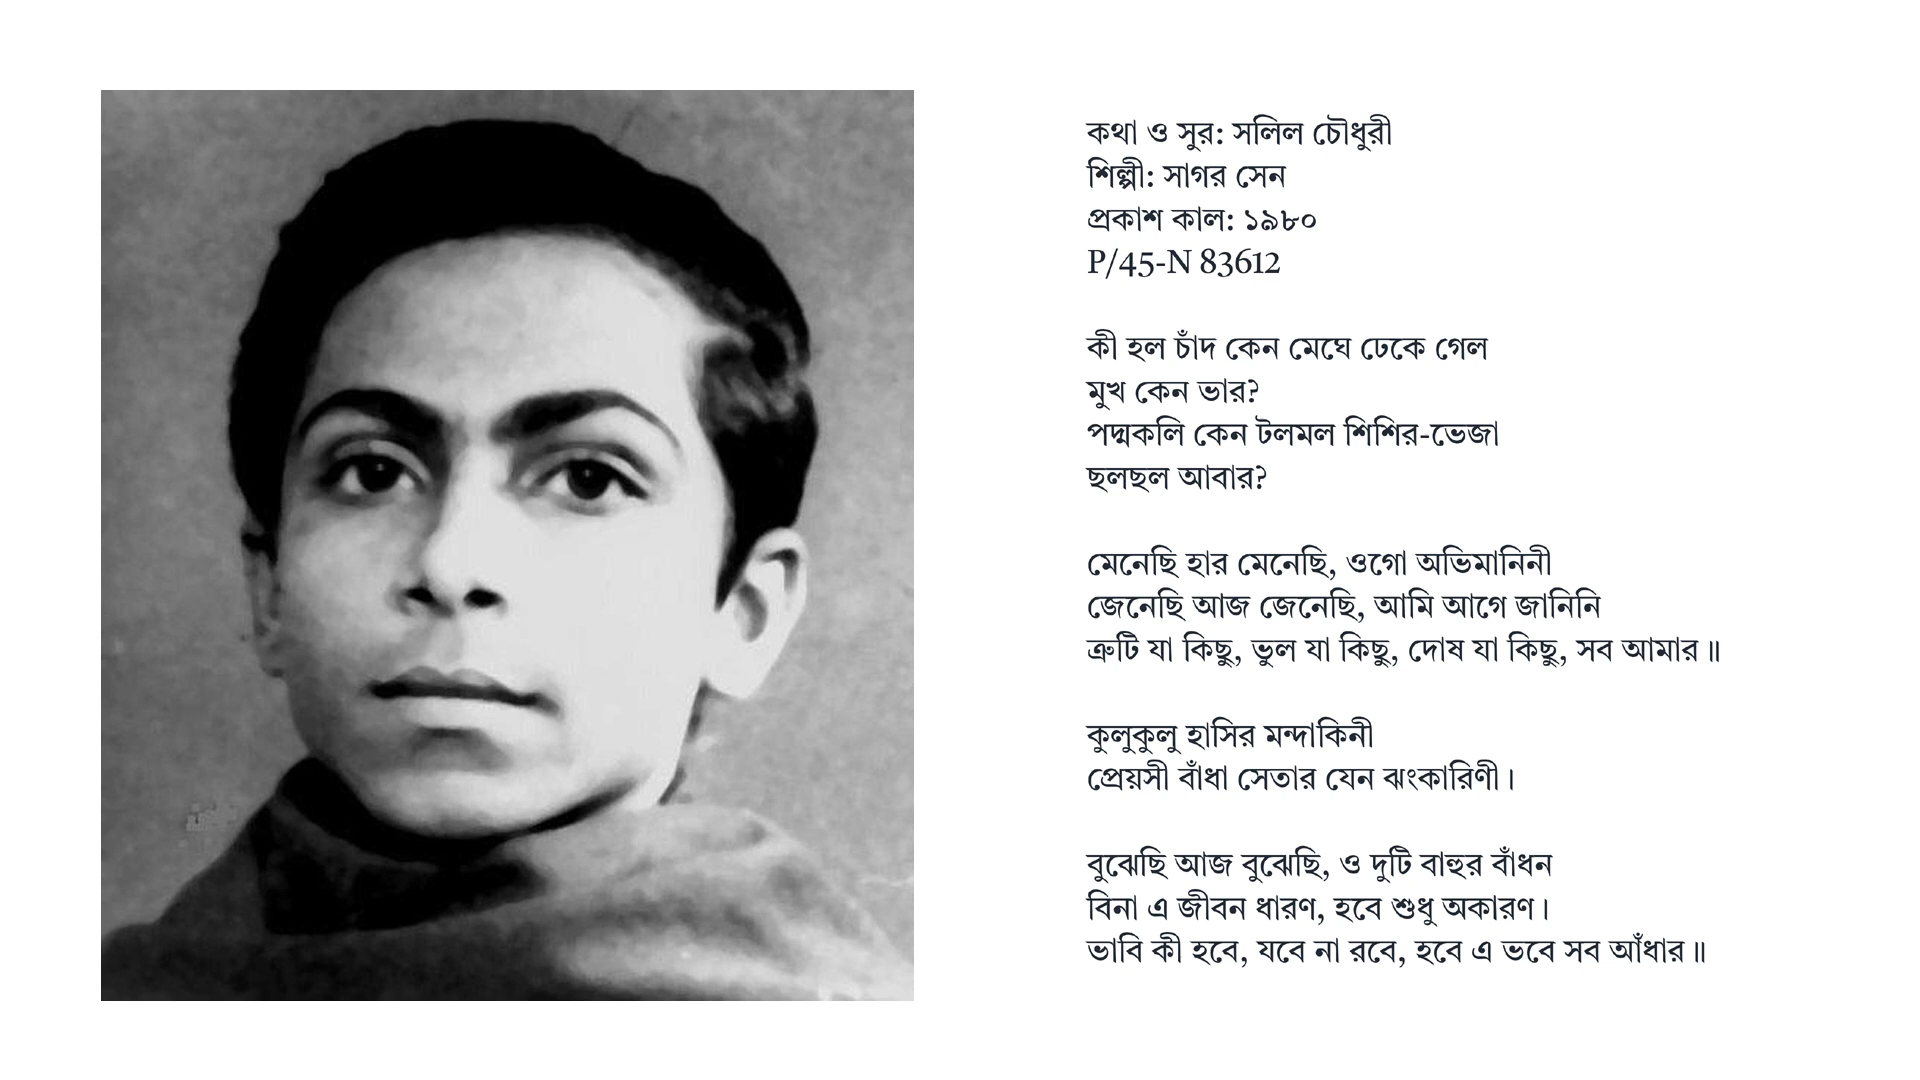 কথা ও সুর: সলিল চৌধুরী
শিল্পী: সাগর সেন
প্রকাশ কাল: ১৯৮০
P/45-N 83612
কী হল চাঁদ কেন মেঘে ঢেকে গেল
মুখ কেন ভার?
পদ্মকলি কেন টলমল শিশির-ভেজা
ছলছল আবার?
মেনেছি হার মেনেছি, ওগো অভিমানিনী
জেনেছি আজ জেনেছি, আমি আগে জানিনি
ত্রুটি যা কিছু, ভুল যা কিছু, দোষ যা কিছু, সব আমার॥
কুলুকুলু হাসির মন্দাকিনী
প্রেয়সী বাঁধা সেতার যেন ঝংকারিণী।
বুঝেছি আজ বুঝেছি, ও দুটি বাহুর বাঁধন
বিনা এ জীবন ধারণ, হবে শুধু অকারণ।
ভাবি কী হবে, যবে না রবে, হবে এ ভবে সব আঁধার॥